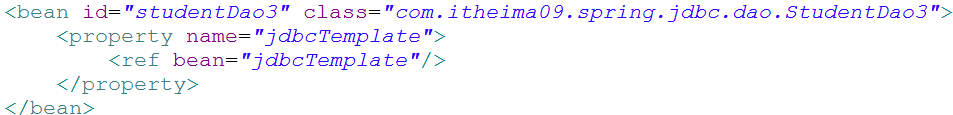 <bean id="studentDao3" class="com.itheima09.spring.jdbc.dao.StudentDao3">
    <property name="jdbcTemplate">
        <ref bean="jdbcTemplate"/>
    </property>
</bean>